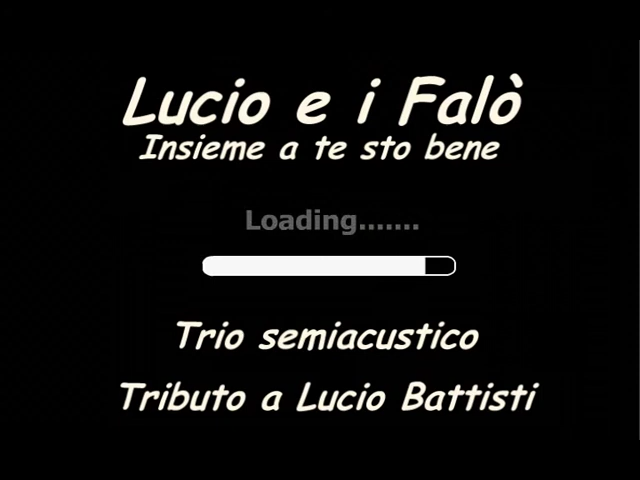 Lucio e i Falò
Insieme a te sto bene
Loading.......
Trio semiacustico
Tributo a Lucio Battisti